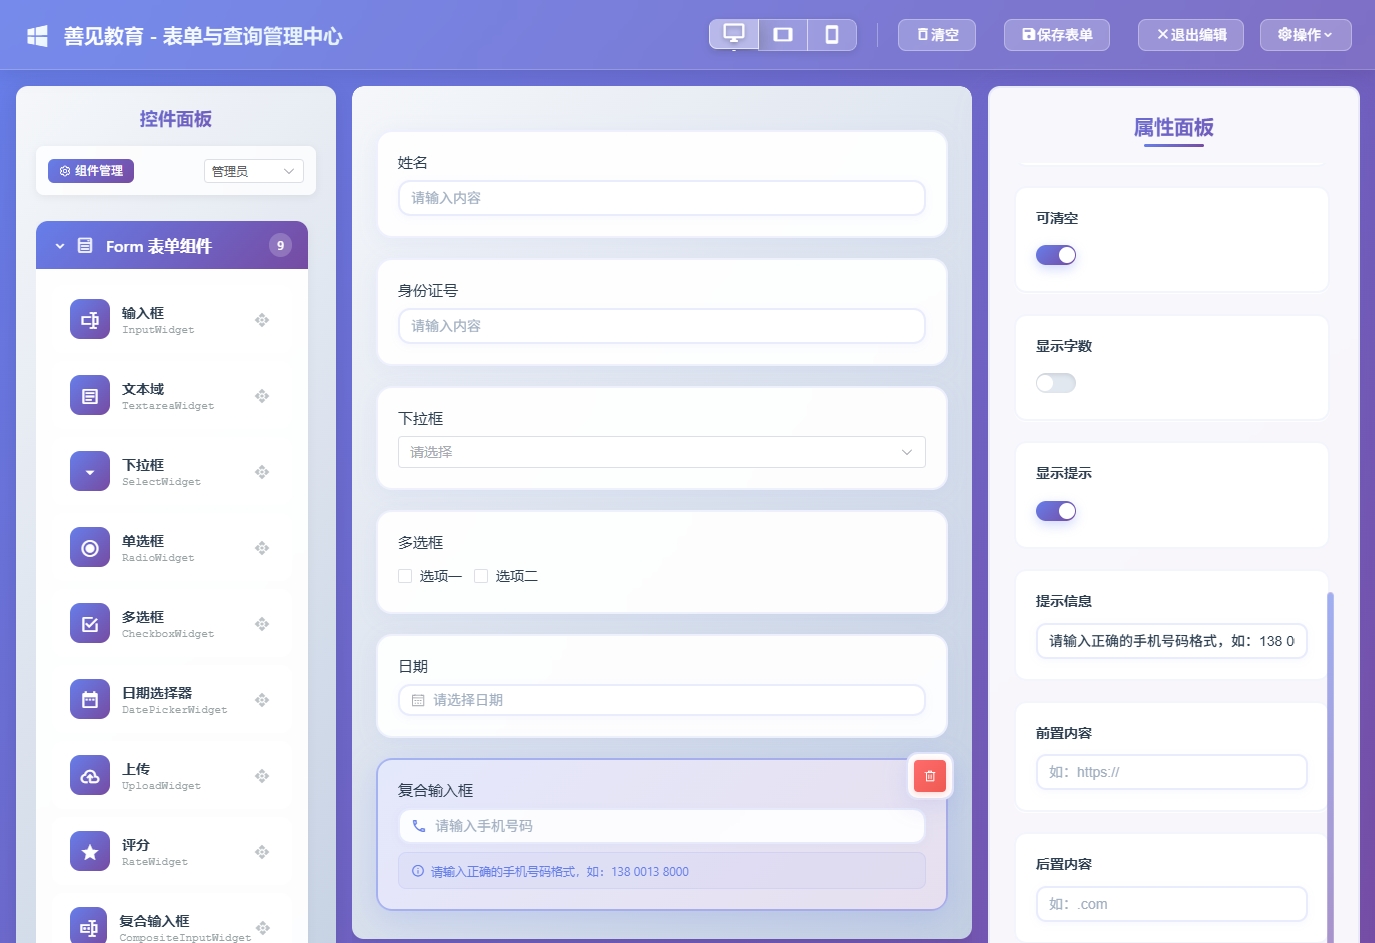 善见教育 - 表单与查询管理中心
清空
保存表单
退出编辑
操作
控件面板
组件管理
管理员
Form 表单组件
9
输入框
InputWidget
文本域
TextareaWidget
下拉框
SelectWidget
单选框
RadioWidget
多选框
CheckboxWidget
日期选择器
DatePickerWidget
上传
UploadWidget
评分
RateWidget
复合输入框
CompositeInputWidget
姓名
请输入内容
身份证号
请输入内容
下拉框
请选择
多选框
选项一
选项二
日期
请选择日期
复合输入框
请输入手机号码
请输入正确的手机号码格式，如：138 0013 8000
属性面板
可清空
显示字数
显示提示
提示信息
请输入正确的手机号码格式，如：138 0
前置内容
如：https://
后置内容
如：.com